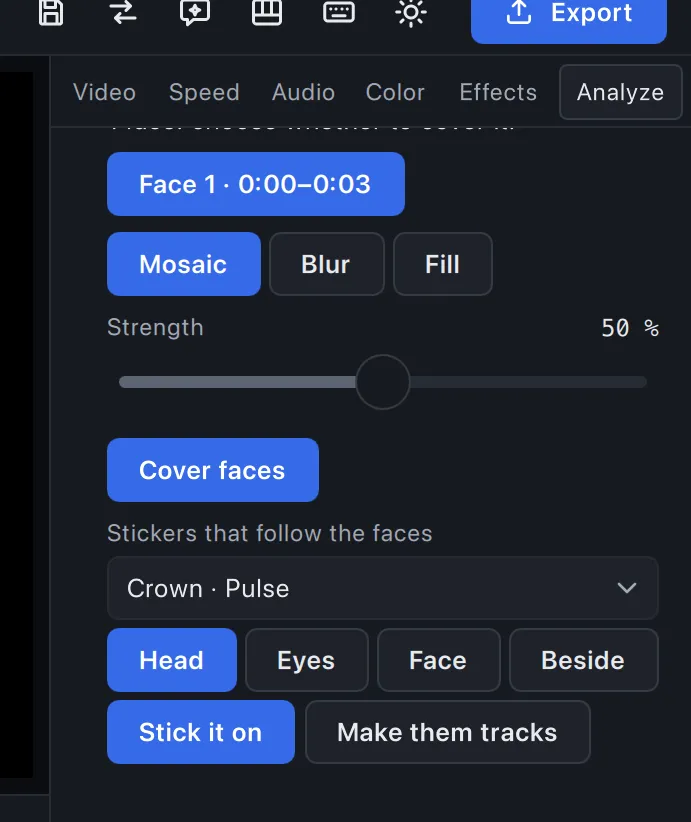 Export
Video Speed Audio Color Effects Analyze
Face 1 · 0:00–0:03
Mosaic Blur Fill
Strength 50 %
Cover faces
Stickers that follow the faces
Crown · Pulse
Head Eyes Face Beside
Stick it on Make them tracks